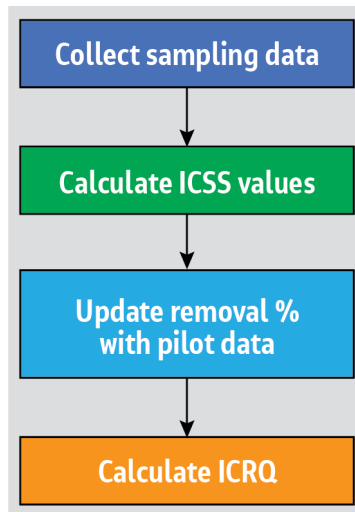 Collect sampling data
Calculate ICSS values
Update removal %
with pilot data
Calculate ICRQ